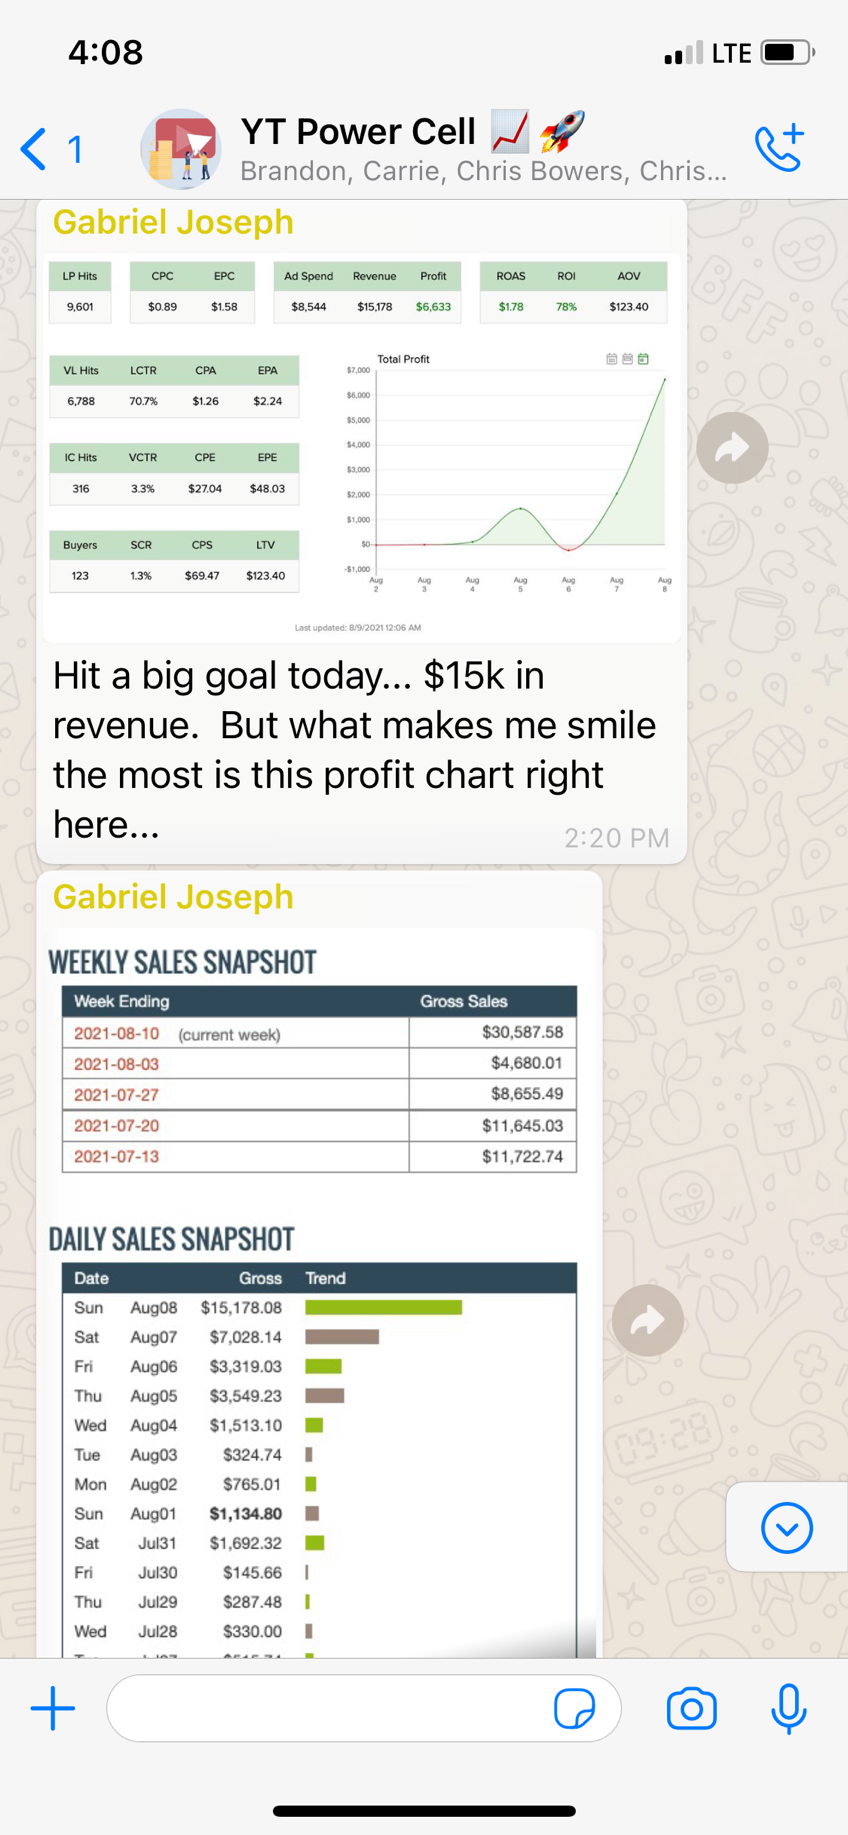 4:08
LTE
1
YT Power Cell 📈 🚀
Brandon, Carrie, Chris Bowers, Chris...
Gabriel Joseph
LP Hits CPC EPC Ad Spend Revenue Profit ROAS ROI AOV
9,601 $0.89 $1.58 $8,544 $15,178 $6,633 $1.78 78% $123.40
VL Hits LCTR CPA EPA
6,788 70.7% $1.26 $2.24
IC Hits VCTR CPE EPE
316 3.3% $27.04 $48.03
Buyers SCR CPS LTV
123 1.3% $69.47 $123.40
Total Profit
$7,000
$6,000
$5,000
$4,000
$3,000
$2,000
$1,000
$0
-$1,000
Aug Aug Aug Aug Aug Aug Aug
2 3 4 5 6 7 8
Last updated: 8/9/2021 12:06 AM
Hit a big goal today... $15k in
revenue.  But what makes me smile
the most is this profit chart right
here...
2:20 PM
Gabriel Joseph
WEEKLY SALES SNAPSHOT
Week Ending Gross Sales
2021-08-10 (current week) $30,587.58
2021-08-03 $4,680.01
2021-07-27 $8,655.49
2021-07-20 $11,645.03
2021-07-13 $11,722.74
DAILY SALES SNAPSHOT
Date Gross Trend
Sun Aug08 $15,178.08
Sat Aug07 $7,028.14
Fri Aug06 $3,319.03
Thu Aug05 $3,549.23
Wed Aug04 $1,513.10
Tue Aug03 $324.74
Mon Aug02 $765.01
Sun Aug01 $1,134.80
Sat Jul31 $1,692.32
Fri Jul30 $145.66
Thu Jul29 $287.48
Wed Jul28 $330.00